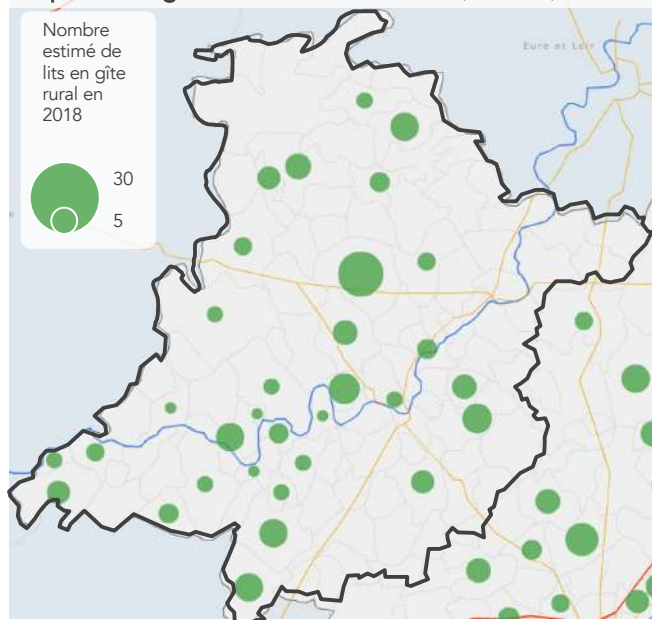 Nombre
estimé de
lits en gîte
rural en
2018
30
5
Eure et Loir